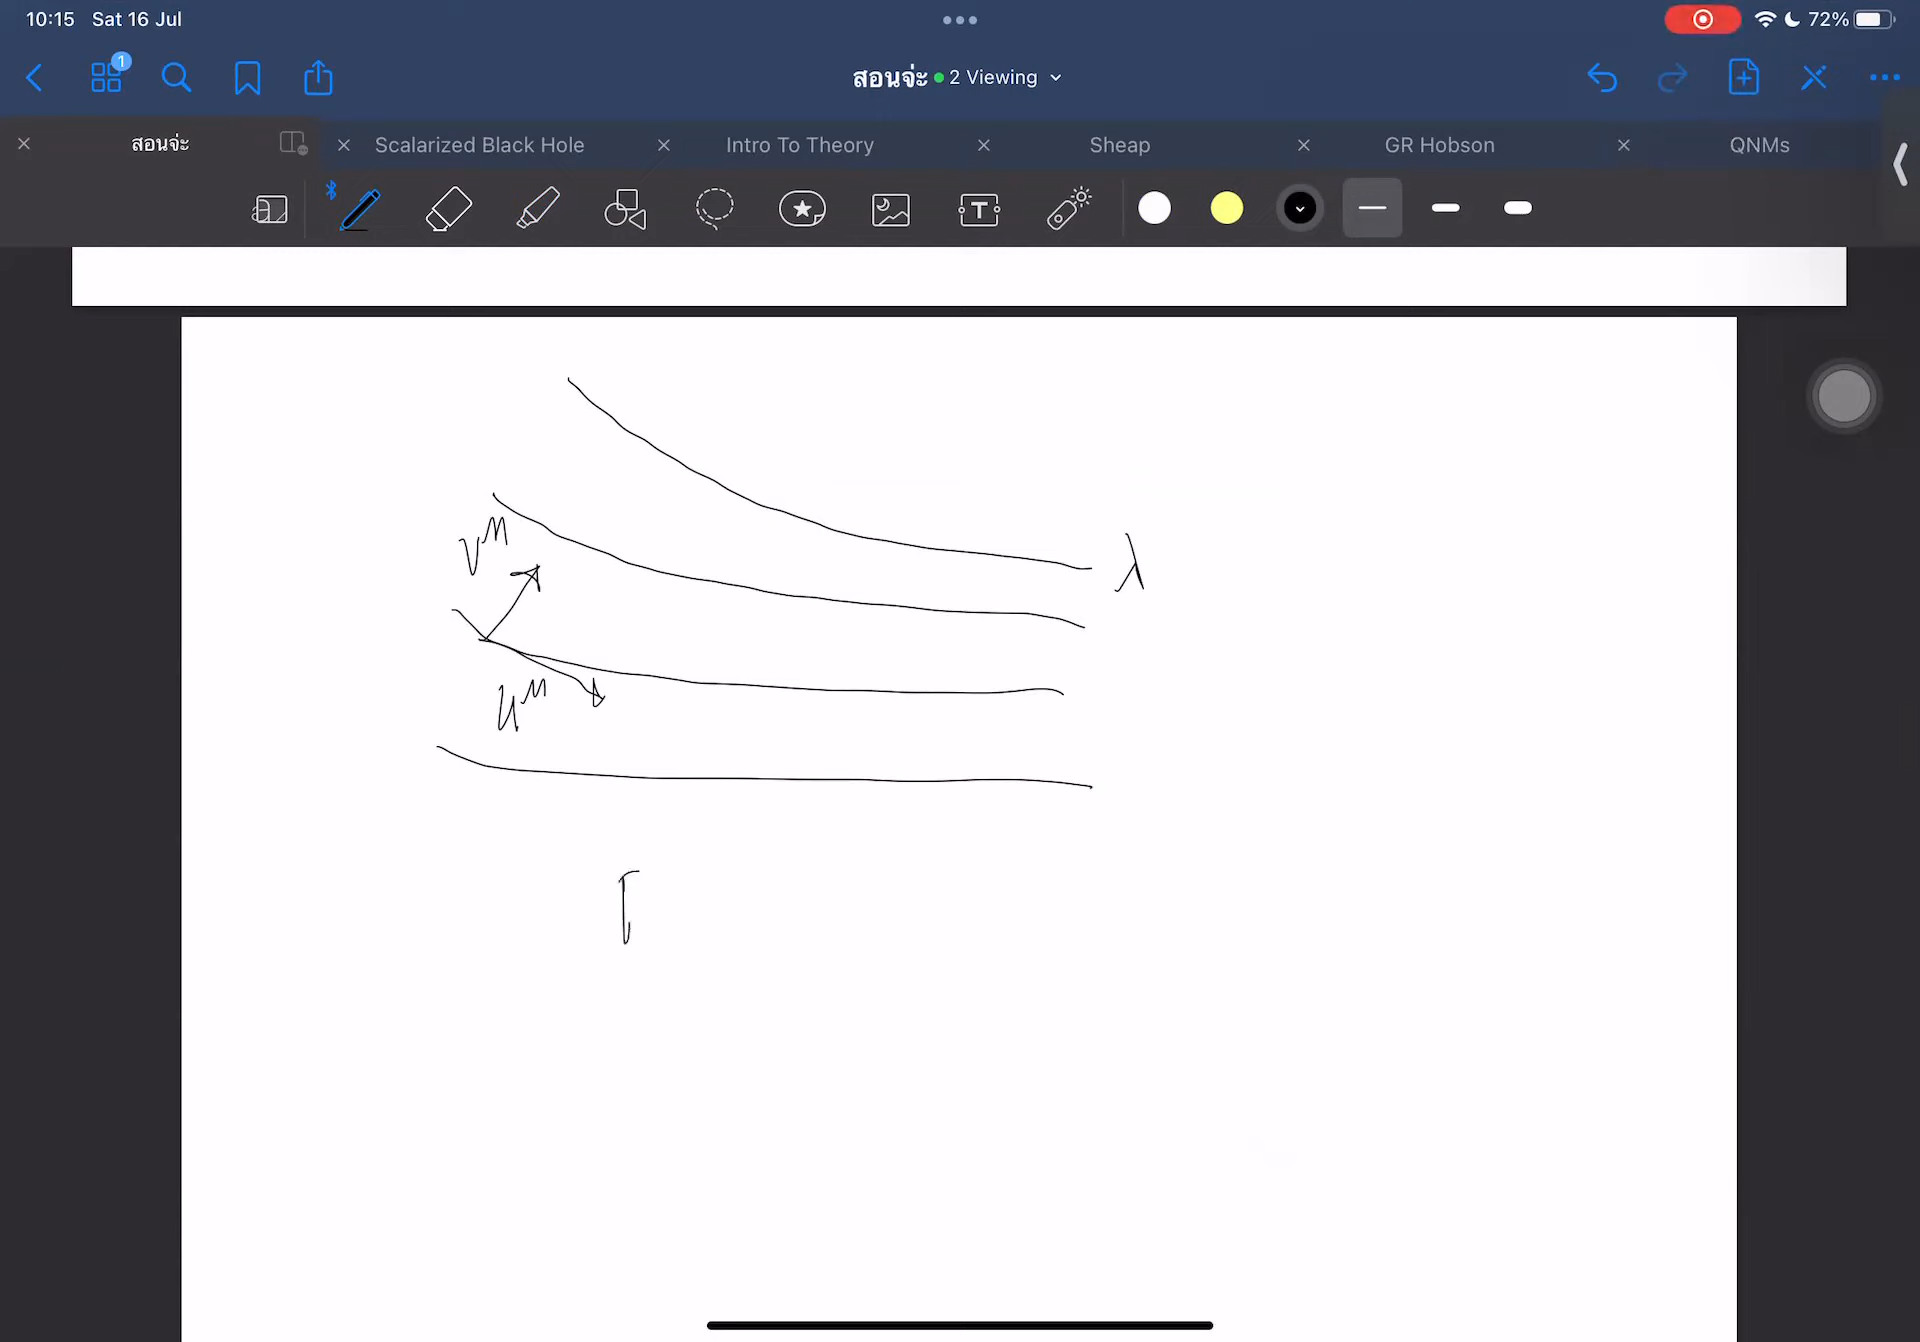 10:15 Sat 16 Jul 72%
1
สอนจ่ะ 2 Viewing
สอนจ่ะ Scalarized Black Hole Intro To Theory Sheap GR Hobson QNMs
T
λ
v^μ
u^μ
[